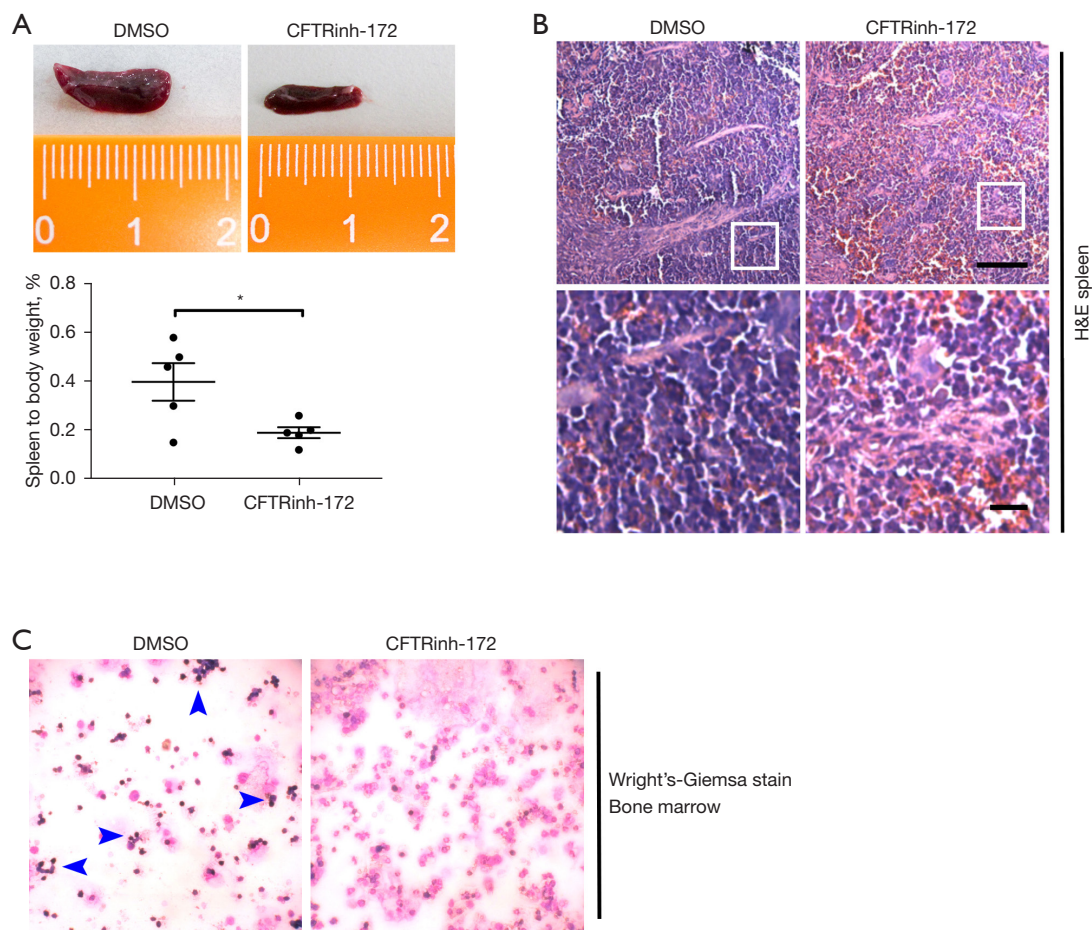 A
DMSO
CFTRinh-172
0 1 2
0 1 2
Spleen to body weight, %
0.8
0.6
0.4
0.2
0.0
*
DMSO
CFTRinh-172
B
DMSO
CFTRinh-172
H&E spleen
C
DMSO
CFTRinh-172
Wright's-Giemsa stain
Bone marrow